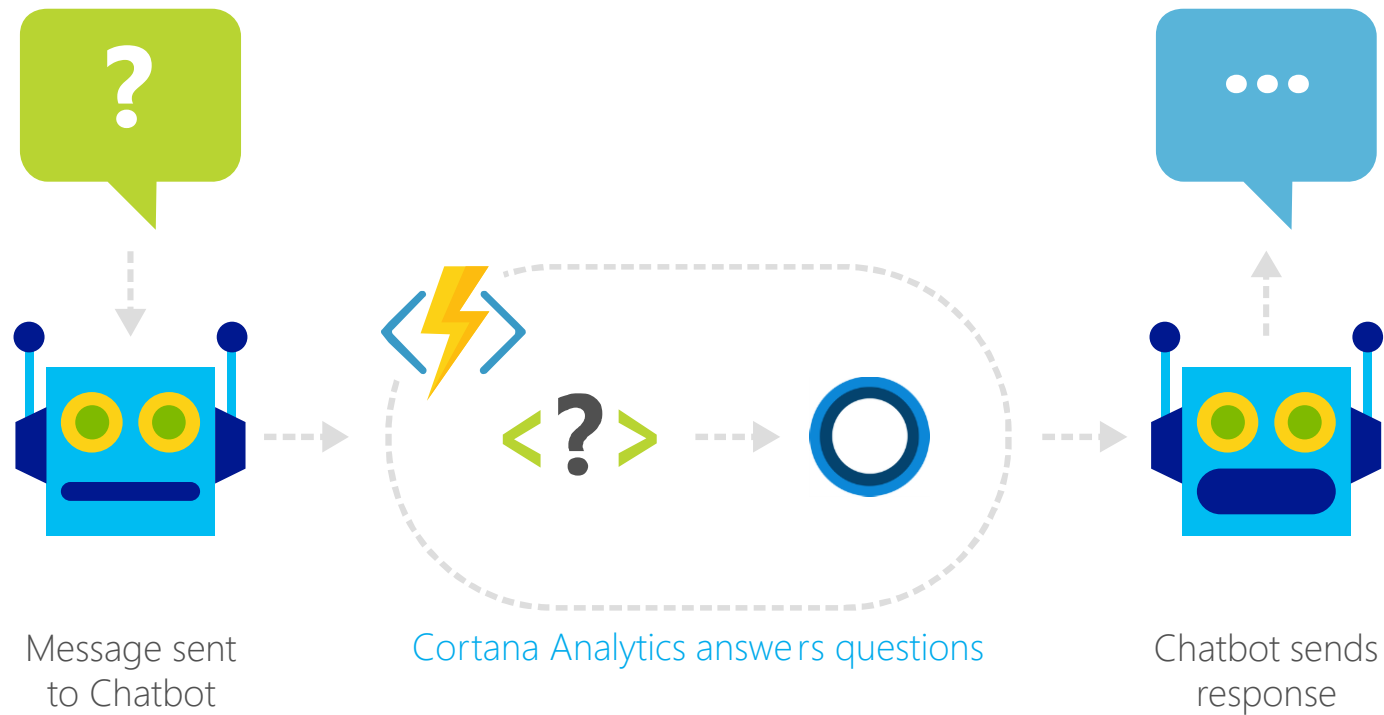 ?
<?>
Message sent
to Chatbot
Cortana Analytics answers questions
Chatbot sends
response